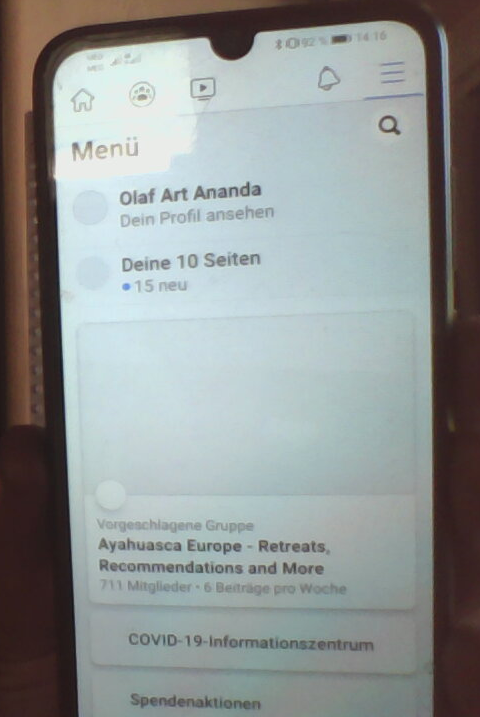 92 % 14:16
Menü
Olaf Art Ananda
Dein Profil ansehen
Deine 10 Seiten
15 neu
Vorgeschlagene Gruppe
Ayahuasca Europe - Retreats,
Recommendations and More
711 Mitglieder • 6 Beiträge pro Woche
COVID-19-Informationszentrum
Spendenaktionen